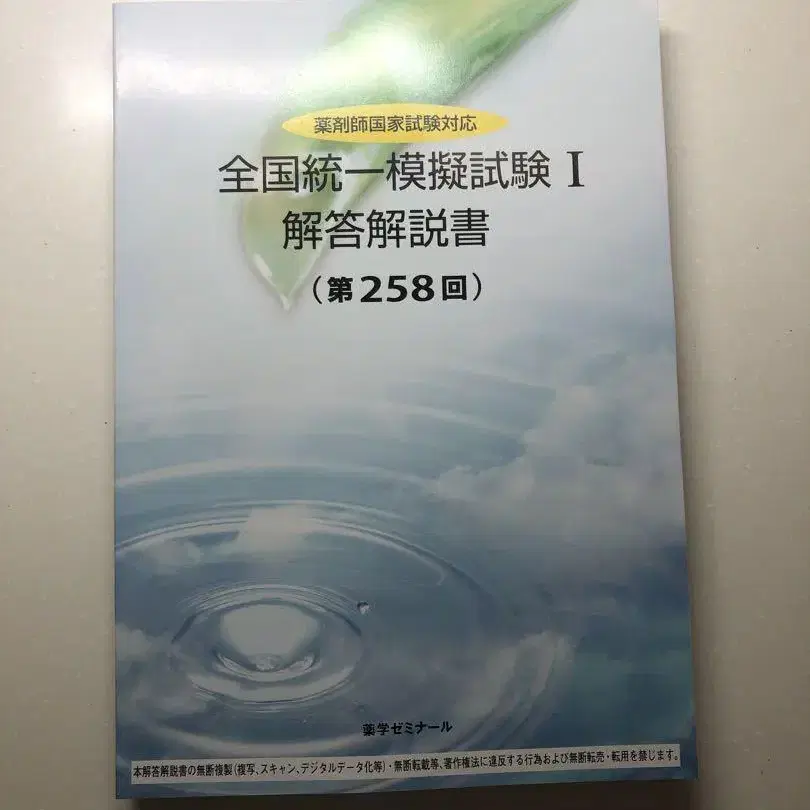 薬剤師国家試験対応
全国統一模擬試験 I
解答解説書
（第258回）
薬学ゼミナール
本解答解説書の無断複製(複写、スキャン、デジタルデータ化等)・無断転載等、著作権法に違反する行為および無断転売・転用を禁じます。